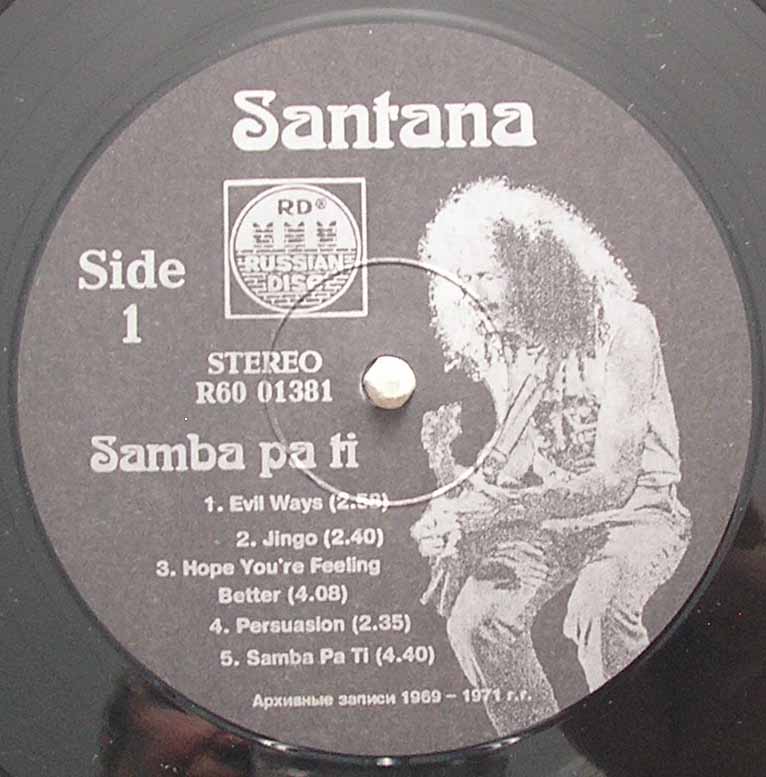 Santana
RD®
RUSSIAN
DISC
Side
1
STEREO
R60 01381
Samba pa ti
1. Evil Ways (2.58)
2. Jingo (2.40)
3. Hope You're Feeling
Better (4.08)
4. Persuasion (2.35)
5. Samba Pa Ti (4.40)
Архивные записи 1969 – 1971 г.г.